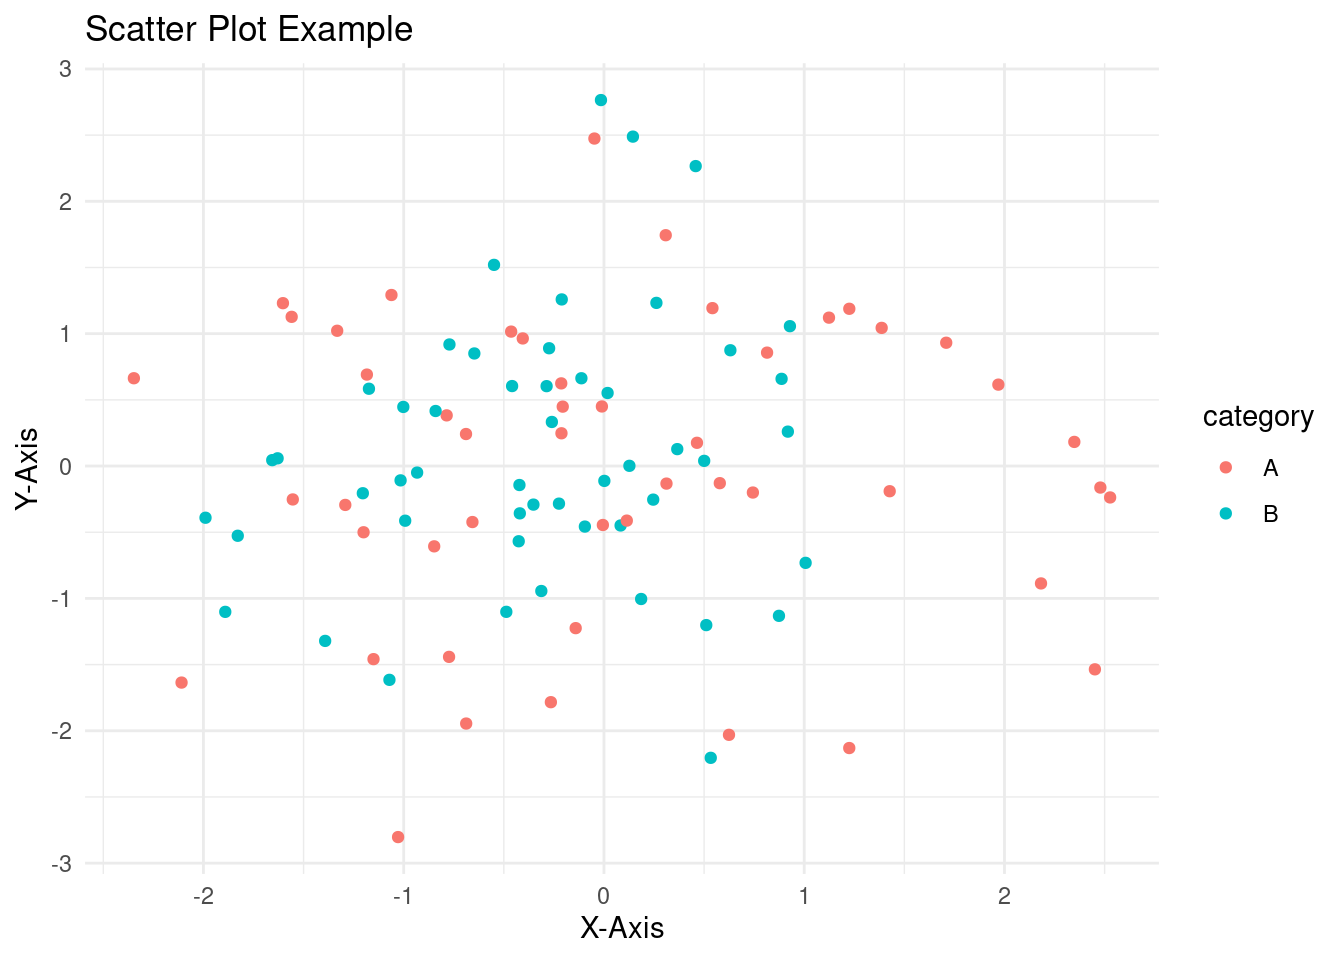 Scatter Plot Example
3
2
1
0
-1
-2
-3
Y-Axis
-2 -1 0 1 2
X-Axis
category
A
B